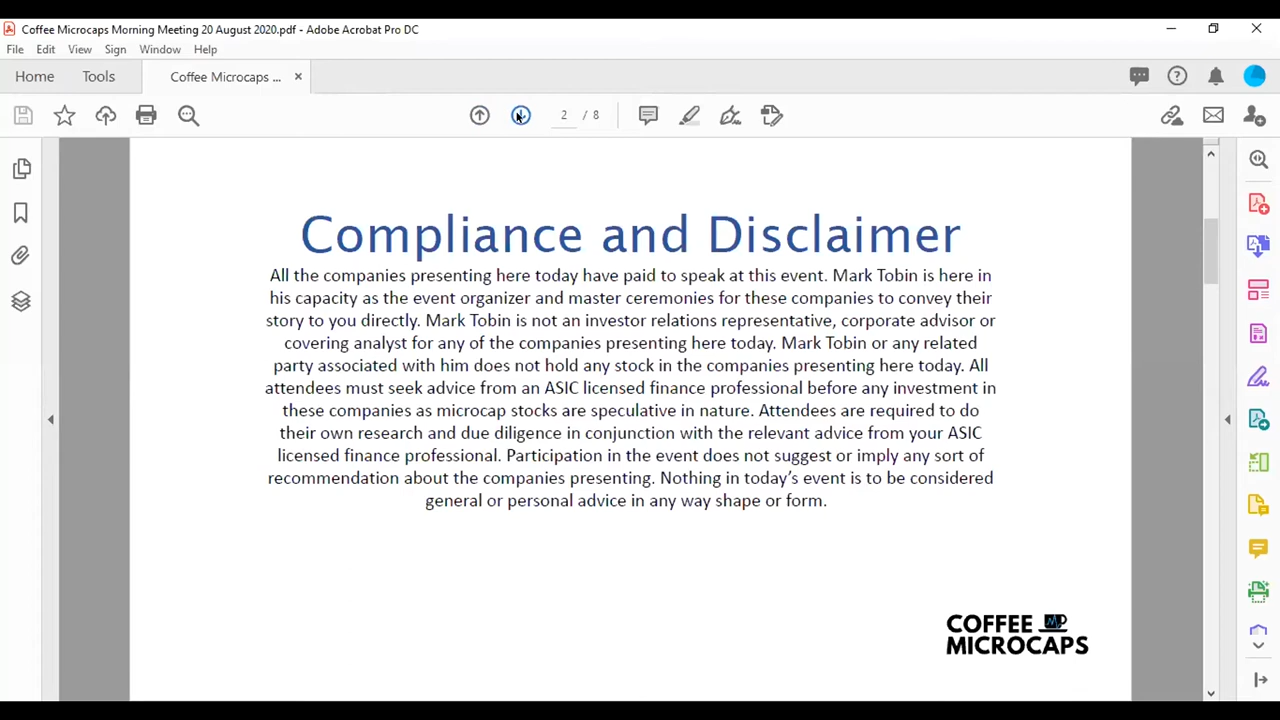 Coffee Microcaps Morning Meeting 20 August 2020.pdf - Adobe Acrobat Pro DC
File Edit View Sign Window Help
Home Tools Coffee Microcaps ... ×
2 / 8
Compliance and Disclaimer
All the companies presenting here today have paid to speak at this event. Mark Tobin is here in
his capacity as the event organizer and master ceremonies for these companies to convey their
story to you directly. Mark Tobin is not an investor relations representative, corporate advisor or
covering analyst for any of the companies presenting here today. Mark Tobin or any related
party associated with him does not hold any stock in the companies presenting here today. All
attendees must seek advice from an ASIC licensed finance professional before any investment in
these companies as microcap stocks are speculative in nature. Attendees are required to do
their own research and due diligence in conjunction with the relevant advice from your ASIC
licensed finance professional. Participation in the event does not suggest or imply any sort of
recommendation about the companies presenting. Nothing in today's event is to be considered
general or personal advice in any way shape or form.
COFFEE
MICROCAPS